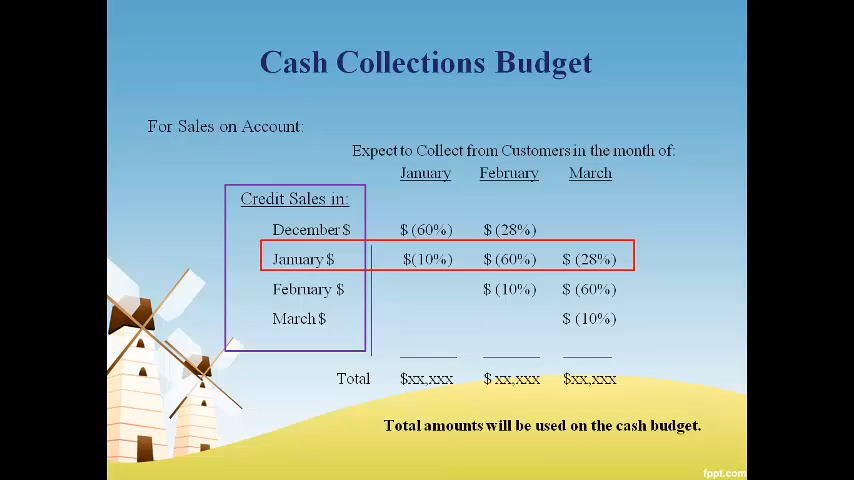 Cash Collections Budget
For Sales on Account:
Expect to Collect from Customers in the month of:
January February March
Credit Sales in:
December $ $ (60%) $ (28%)
January $ $(10%) $ (60%) $ (28%)
February $ $ (10%) $ (60%)
March $ $ (10%)
Total $xx,xxx $ xx,xxx $xx,xxx
Total amounts will be used on the cash budget.
fppt.com